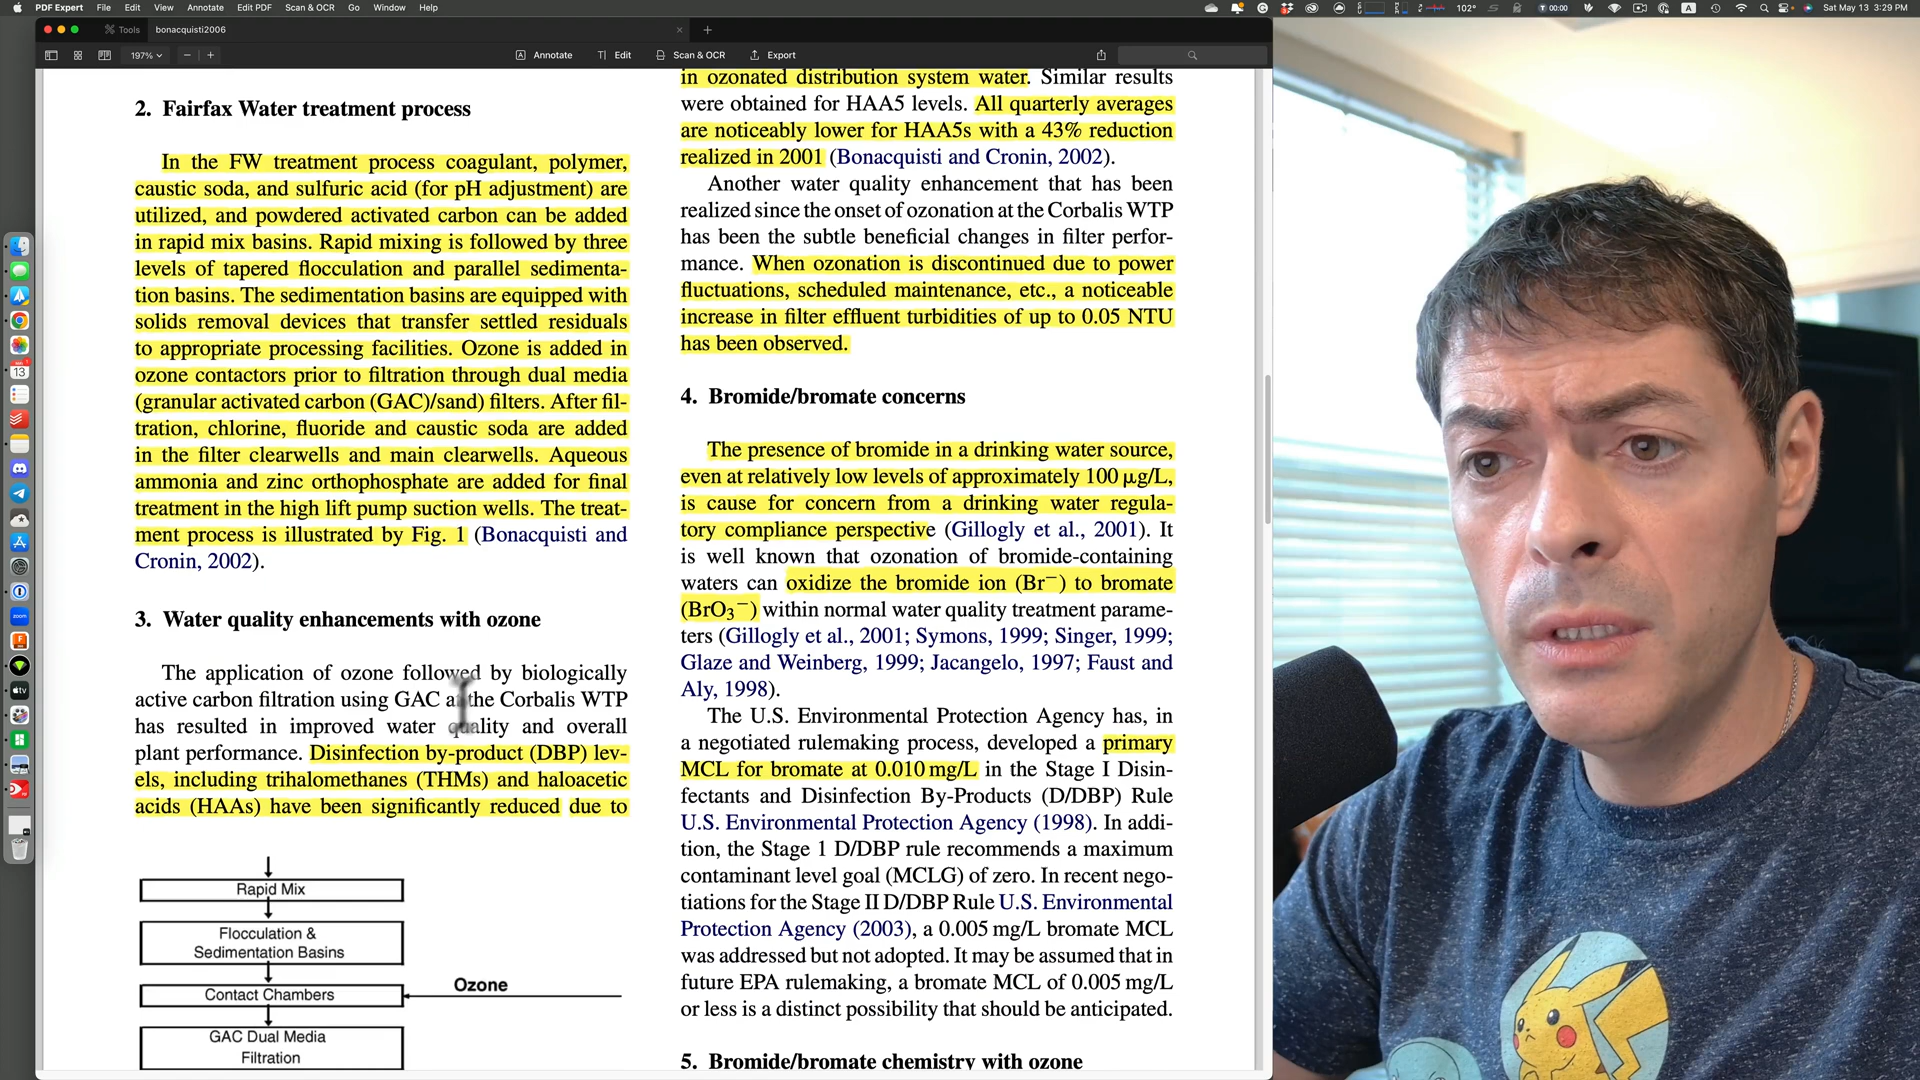 PDF Expert File Edit View Annotate Edit PDF Scan & OCR Go Window Help
102° 00:00 A Sat May 13 3:29 PM
Tools bonacquisti2006
197% Annotate Edit Scan & OCR Export
2. Fairfax Water treatment process
In the FW treatment process coagulant, polymer,
caustic soda, and sulfuric acid (for pH adjustment) are
utilized, and powdered activated carbon can be added
in rapid mix basins. Rapid mixing is followed by three
levels of tapered flocculation and parallel sedimenta-
tion basins. The sedimentation basins are equipped with
solids removal devices that transfer settled residuals
to appropriate processing facilities. Ozone is added in
ozone contactors prior to filtration through dual media
(granular activated carbon (GAC)/sand) filters. After fil-
tration, chlorine, fluoride and caustic soda are added
in the filter clearwells and main clearwells. Aqueous
ammonia and zinc orthophosphate are added for final
treatment in the high lift pump suction wells. The treat-
ment process is illustrated by Fig. 1 (Bonacquisti and
Cronin, 2002).
3. Water quality enhancements with ozone
The application of ozone followed by biologically
active carbon filtration using GAC at the Corbalis WTP
has resulted in improved water quality and overall
plant performance. Disinfection by-product (DBP) lev-
els, including trihalomethanes (THMs) and haloacetic
acids (HAAs) have been significantly reduced due to
Rapid Mix
Flocculation &
Sedimentation Basins
Contact Chambers
Ozone
GAC Dual Media
Filtration
in ozonated distribution system water. Similar results
were obtained for HAA5 levels. All quarterly averages
are noticeably lower for HAA5s with a 43% reduction
realized in 2001 (Bonacquisti and Cronin, 2002).
Another water quality enhancement that has been
realized since the onset of ozonation at the Corbalis WTP
has been the subtle beneficial changes in filter perfor-
mance. When ozonation is discontinued due to power
fluctuations, scheduled maintenance, etc., a noticeable
increase in filter effluent turbidities of up to 0.05 NTU
has been observed.
4. Bromide/bromate concerns
The presence of bromide in a drinking water source,
even at relatively low levels of approximately 100 μg/L,
is cause for concern from a drinking water regula-
tory compliance perspective (Gillogly et al., 2001). It
is well known that ozonation of bromide-containing
waters can oxidize the bromide ion (Br⁻) to bromate
(BrO₃⁻) within normal water quality treatment parame-
ters (Gillogly et al., 2001; Symons, 1999; Singer, 1999;
Glaze and Weinberg, 1999; Jacangelo, 1997; Faust and
Aly, 1998).
The U.S. Environmental Protection Agency has, in
a negotiated rulemaking process, developed a primary
MCL for bromate at 0.010 mg/L in the Stage I Disin-
fectants and Disinfection By-Products (D/DBP) Rule
U.S. Environmental Protection Agency (1998). In addi-
tion, the Stage 1 D/DBP rule recommends a maximum
contaminant level goal (MCLG) of zero. In recent nego-
tiations for the Stage II D/DBP Rule U.S. Environmental
Protection Agency (2003), a 0.005 mg/L bromate MCL
was addressed but not adopted. It may be assumed that in
future EPA rulemaking, a bromate MCL of 0.005 mg/L
or less is a distinct possibility that should be anticipated.
5. Bromide/bromate chemistry with ozone